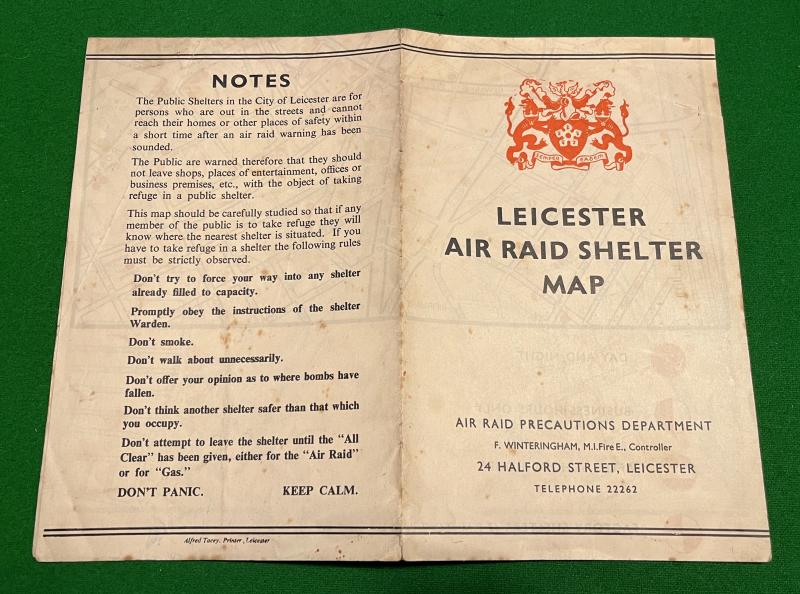 NOTES
The Public Shelters in the City of Leicester are for
persons who are out in the streets and cannot
reach their homes or other places of safety within
a short time after an air raid warning has been
sounded.
The Public are warned therefore that they should
not leave shops, places of entertainment, offices or
business premises, etc., with the object of taking
refuge in a public shelter.
This map should be carefully studied so that if any
member of the public is to take refuge they will
know where the nearest shelter is situated. If you
have to take refuge in a shelter the following rules
must be strictly observed.
Don't try to force your way into any shelter
already filled to capacity.
Promptly obey the instructions of the shelter
Warden.
Don't smoke.
Don't walk about unnecessarily.
Don't offer your opinion as to where bombs have
fallen.
Don't think another shelter safer than that which
you occupy.
Don't attempt to leave the shelter until the "All
Clear" has been given, either for the "Air Raid"
or for "Gas."
DON'T PANIC. KEEP CALM.
Alfred Tacey, Printer, Leicester
SEMPER EADEM
LEICESTER
AIR RAID SHELTER
MAP
AIR RAID PRECAUTIONS DEPARTMENT
F. WINTERINGHAM, M.I.Fire E., Controller
24 HALFORD STREET, LEICESTER
TELEPHONE 22262